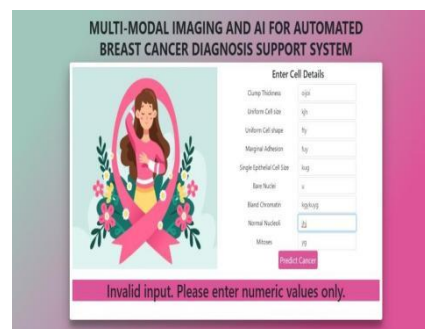 MULTI-MODAL IMAGING AND AI FOR AUTOMATED
BREAST CANCER DIAGNOSIS SUPPORT SYSTEM
Enter Cell Details
Clump Thickness
Uniform Cell size
kjh
Uniform Cell shape
Marginal Adhesion
Single Epithelial Cell Size
Bare Nuclei
Bland Chromatin
Normal Nucleoli
Mitoses
Predict Cancer
Invalid input. Please enter numeric values only.